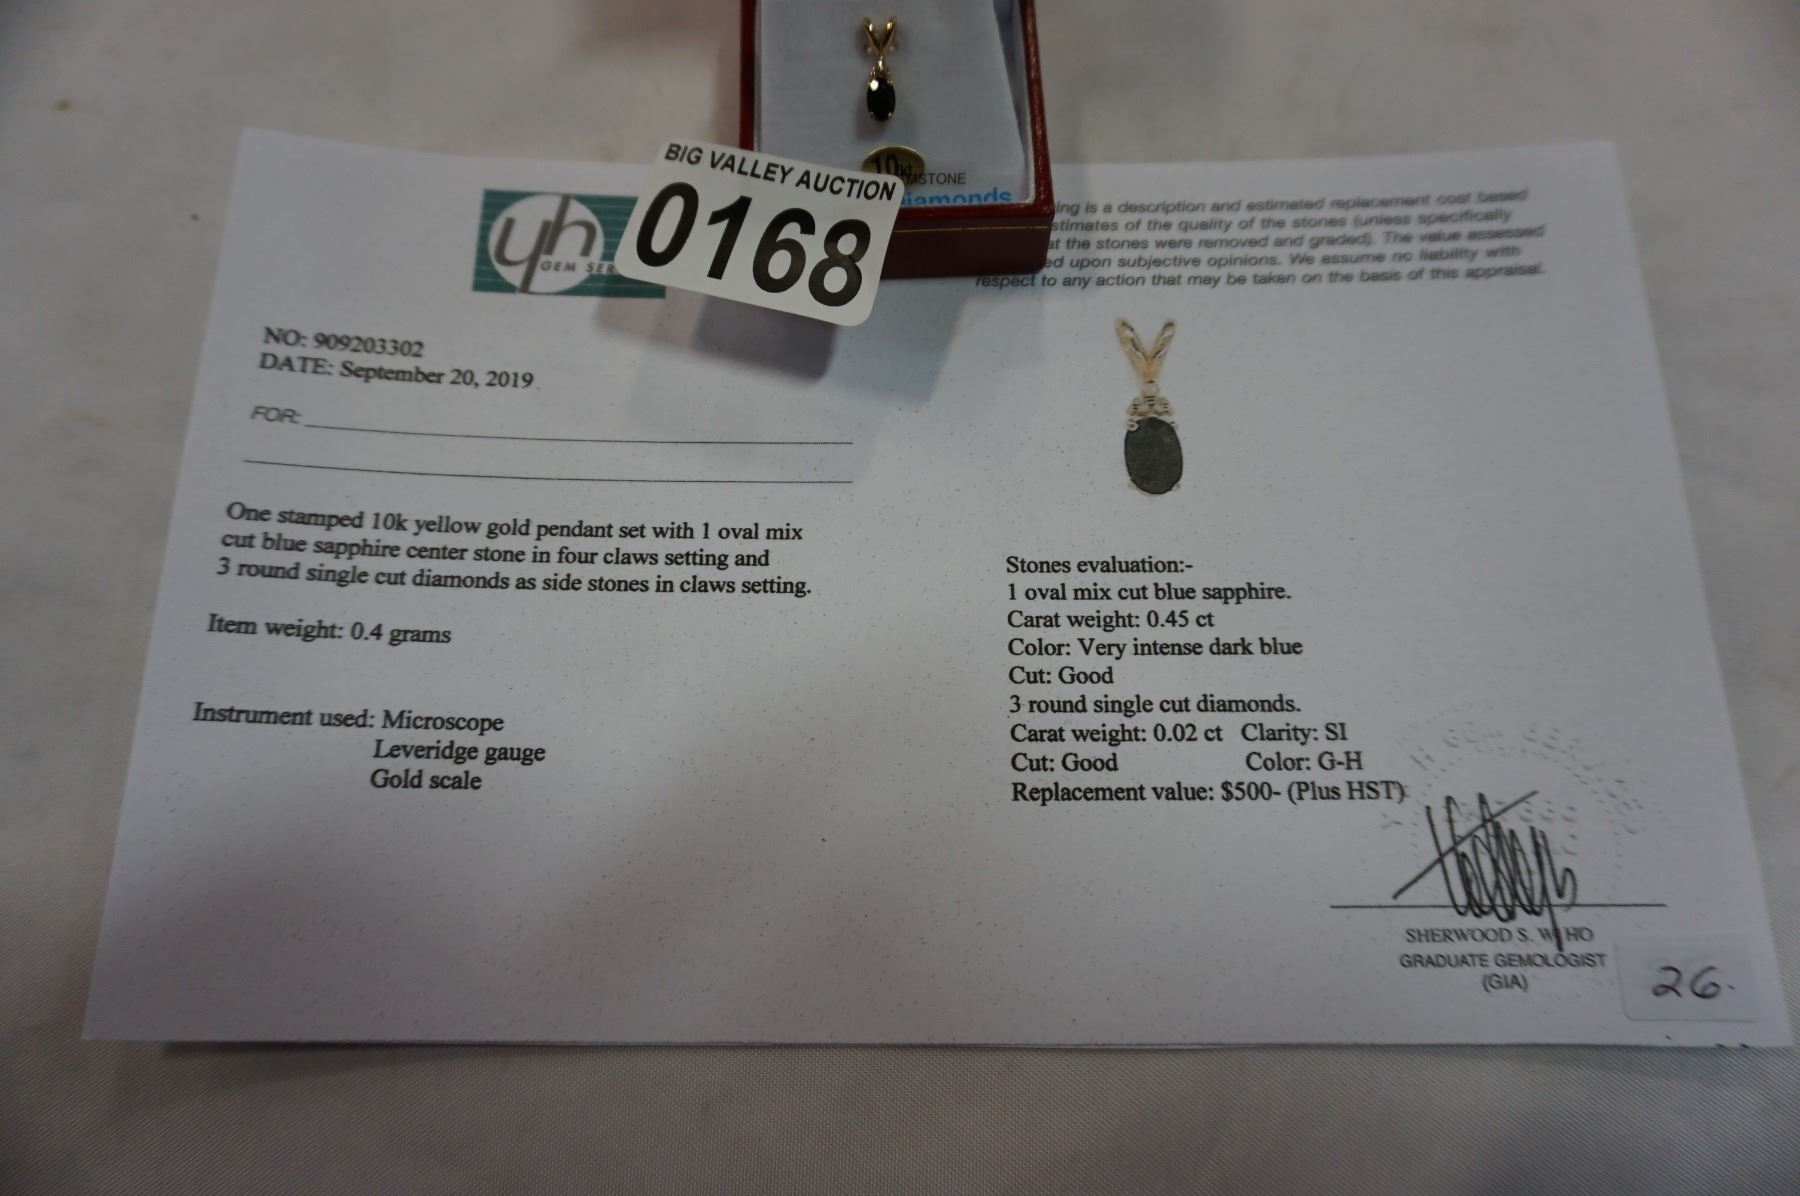 BIG VALLEY AUCTION
0168
10kt
MSTONE
iamonds
yh
GEM SER
ing is a description and estimated replacement cost based
stimates of the quality of the stones (unless specifically
at the stones were removed and graded). The value assessed
ed upon subjective opinions. We assume no liability with
respect to any action that may be taken on the basis of this appraisal.
NO: 909203302
DATE: September 20, 2019
FOR:
One stamped 10k yellow gold pendant set with 1 oval mix
cut blue sapphire center stone in four claws setting and
3 round single cut diamonds as side stones in claws setting.
Item weight: 0.4 grams
Instrument used: Microscope
Leveridge gauge
Gold scale
Stones evaluation:-
1 oval mix cut blue sapphire.
Carat weight: 0.45 ct
Color: Very intense dark blue
Cut: Good
3 round single cut diamonds.
Carat weight: 0.02 ct Clarity: SI
Cut: Good Color: G-H
Replacement value: $500- (Plus HST)
SHERWOOD S. W. HO
GRADUATE GEMOLOGIST
(GIA)
26.